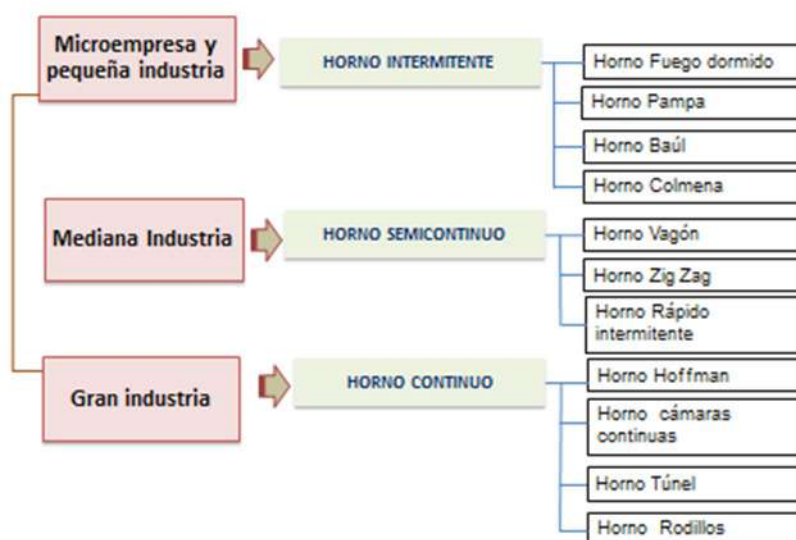 Microempresa y
pequeña industria
HORNO INTERMITENTE
Horno Fuego dormido
Horno Pampa
Horno Baúl
Horno Colmena
Mediana Industria
HORNO SEMICONTINUO
Horno Vagón
Horno Zig Zag
Horno Rápido
intermitente
Gran industria
HORNO CONTINUO
Horno Hoffman
Horno cámaras
continuas
Horno Túnel
Horno Rodillos